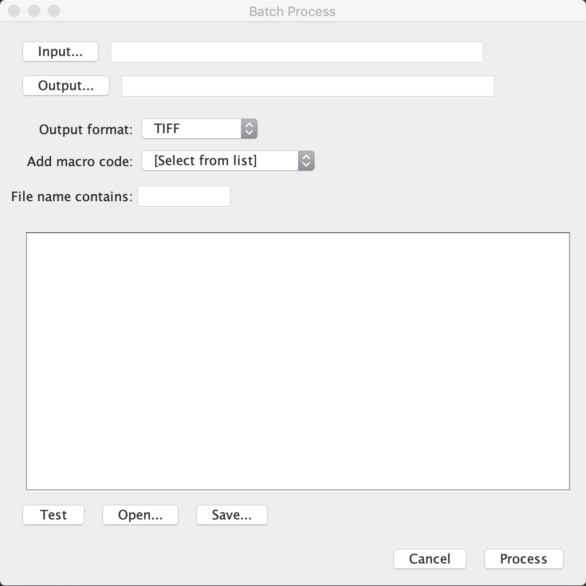 Batch Process
Input...
Output...
Output format: TIFF
Add macro code: [Select from list]
File name contains:
Test Open... Save...
Cancel Process